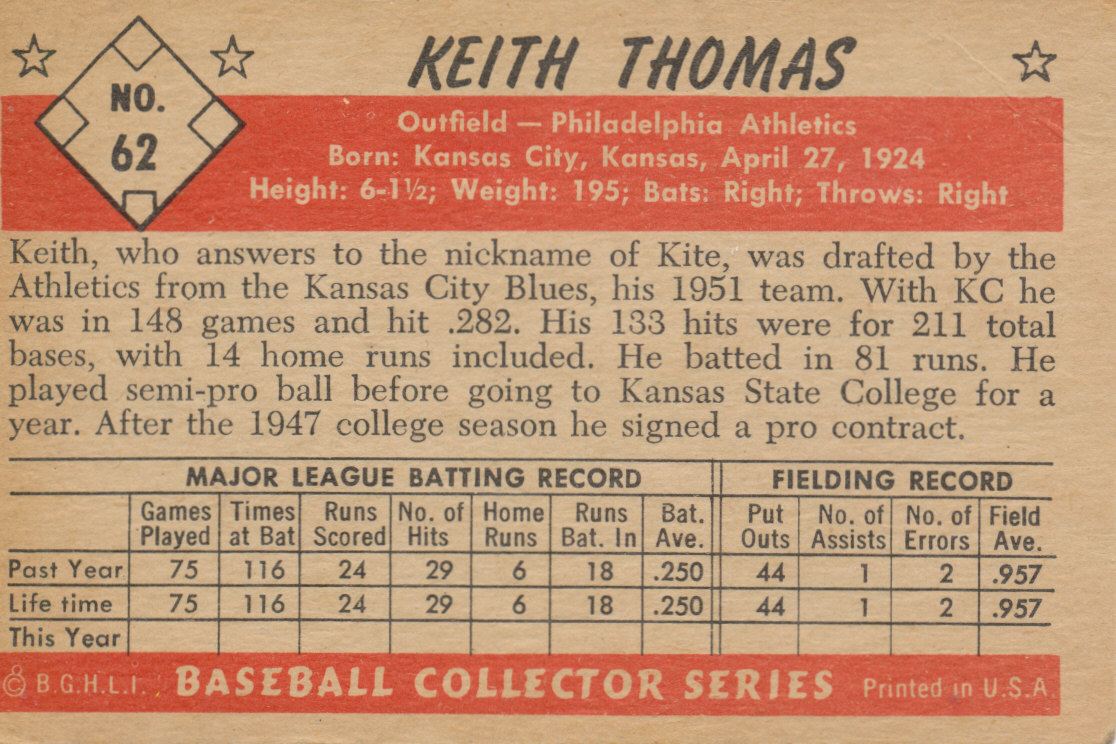 NO.
62
KEITH THOMAS
Outfield — Philadelphia Athletics
Born: Kansas City, Kansas, April 27, 1924
Height: 6-1½; Weight: 195; Bats: Right; Throws: Right
Keith, who answers to the nickname of Kite, was drafted by the
Athletics from the Kansas City Blues, his 1951 team. With KC he
was in 148 games and hit .282. His 133 hits were for 211 total
bases, with 14 home runs included. He batted in 81 runs. He
played semi-pro ball before going to Kansas State College for a
year. After the 1947 college season he signed a pro contract.
MAJOR LEAGUE BATTING RECORD FIELDING RECORD
Games Times Runs No. of Home Runs Bat. Put No. of No. of Field
Played at Bat Scored Hits Runs Bat. In Ave. Outs Assists Errors Ave.
Past Year 75 116 24 29 6 18 .250 44 1 2 .957
Life time 75 116 24 29 6 18 .250 44 1 2 .957
This Year
© B.G.H.L.I. BASEBALL COLLECTOR SERIES Printed in U.S.A.